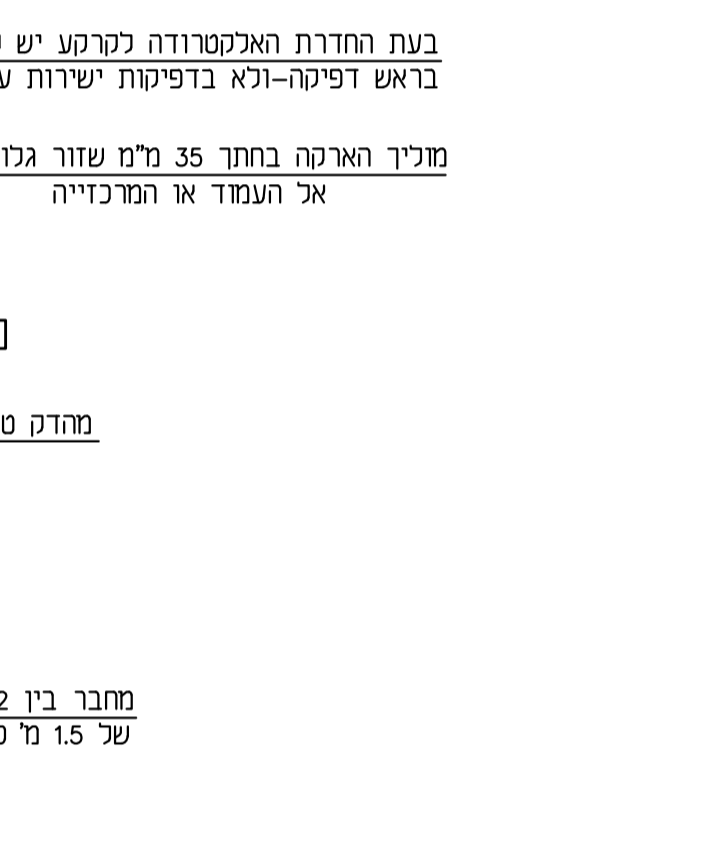 בעת החדרת האלקטרודה לקרקע יש
בראש דפיקה-ולא בדפיקות ישירות
מוליך הארקה בחתך 35 מ"מ שזור גלו
אל העמוד או המרכזייה
מהדק ט
מחבר בין 2
של 1.5 מ'